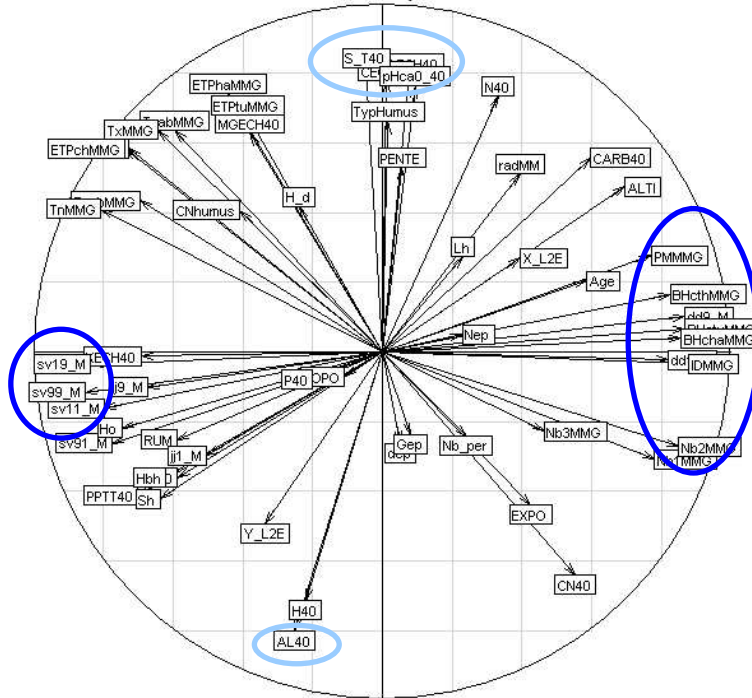 S_T40
pHca0_40
ETPhaMMG
N40
ETPtuMMG
TypHumus
MGECH40
TxMMG
ETPchMMG
PENTE
radMM
CARB40
ALTI
H_d
TnMMG
CNhumus
Lh
X_L2E
PMMMG
Age
BHcthMMG
Nep
BHchaMMG
sv19_M
IDMMG
P40
sv99_M
sv11_M
Ho
RUM
sv91_M
Gep
Nb_per
Nb3MMG
Nb2MMG
jj1_M
Hbh
PPTT40
Sh
EXPO
Y_L2E
CN40
H40
AL40